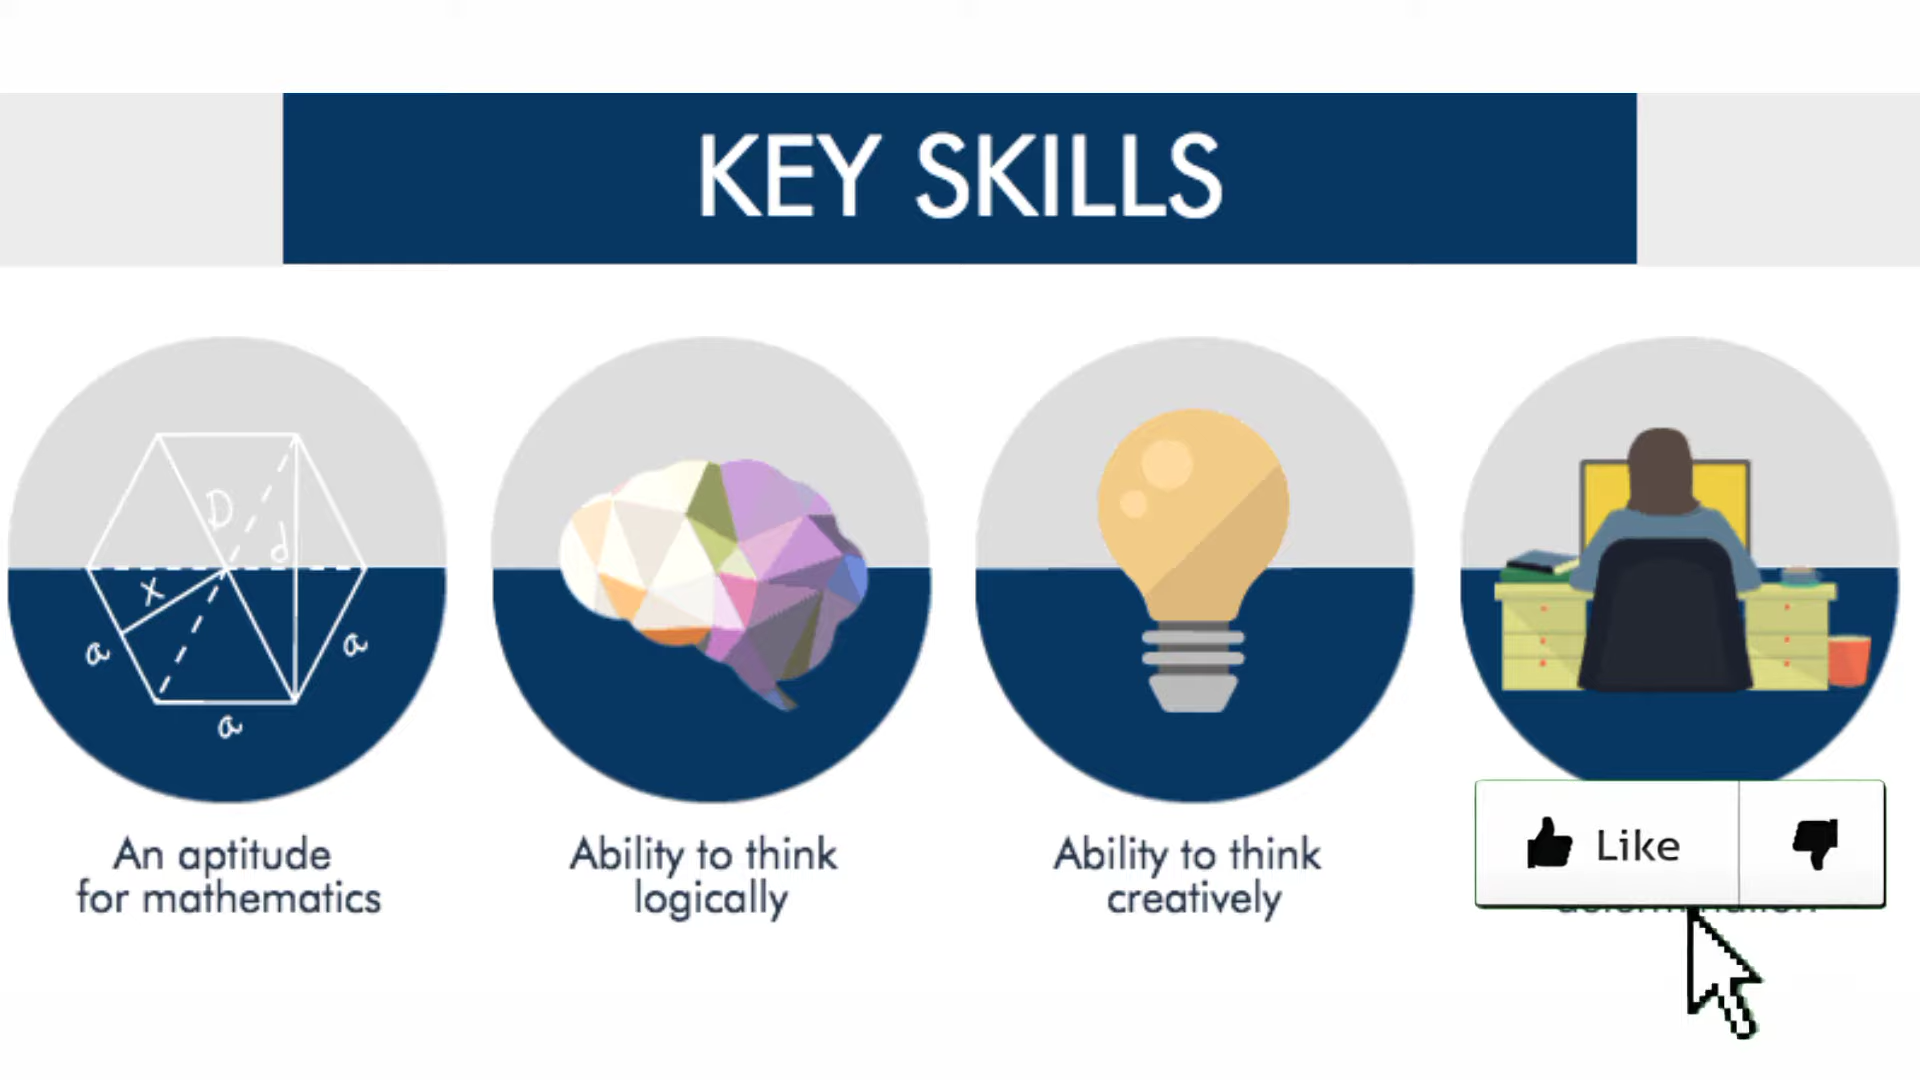 KEY SKILLS
D
d
x
a
a
a
An aptitude
for mathematics
Ability to think
logically
Ability to think
creatively
Like